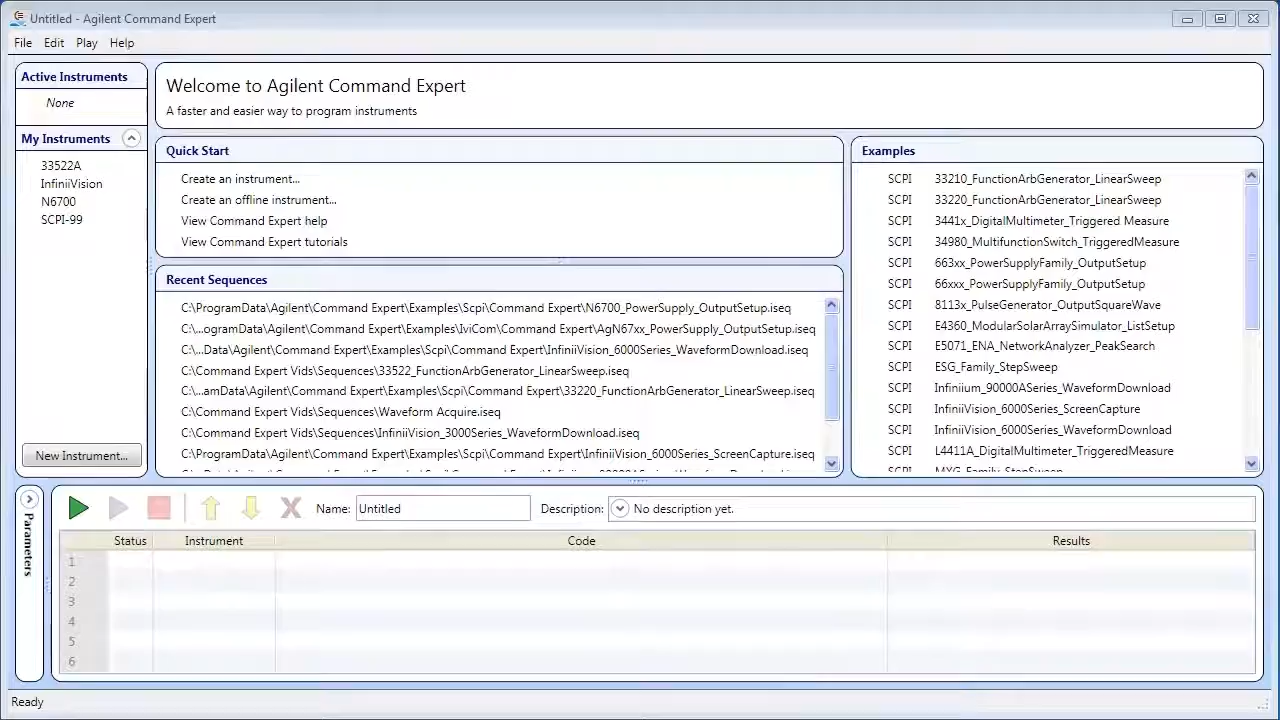 Untitled - Agilent Command Expert
File Edit Play Help
Active Instruments
None
My Instruments
33522A
InfiniiVision
N6700
SCPI-99
New Instrument...
Welcome to Agilent Command Expert
A faster and easier way to program instruments
Quick Start
Create an instrument...
Create an offline instrument...
View Command Expert help
View Command Expert tutorials
Recent Sequences
C:\ProgramData\Agilent\Command Expert\Examples\Scpi\Command Expert\N6700_PowerSupply_OutputSetup.iseq
C:\...ogramData\Agilent\Command Expert\Examples\IviCom\Command Expert\AgN67xx_PowerSupply_OutputSetup.iseq
C:\...Data\Agilent\Command Expert\Examples\Scpi\Command Expert\InfiniiVision_6000Series_WaveformDownload.iseq
C:\Command Expert Vids\Sequences\33522_FunctionArbGenerator_LinearSweep.iseq
C:\...amData\Agilent\Command Expert\Examples\Scpi\Command Expert\33220_FunctionArbGenerator_LinearSweep.iseq
C:\Command Expert Vids\Sequences\Waveform Acquire.iseq
C:\Command Expert Vids\Sequences\InfiniiVision_3000Series_WaveformDownload.iseq
C:\ProgramData\Agilent\Command Expert\Examples\Scpi\Command Expert\InfiniiVision_6000Series_ScreenCapture.iseq
Examples
SCPI 33210_FunctionArbGenerator_LinearSweep
SCPI 33220_FunctionArbGenerator_LinearSweep
SCPI 3441x_DigitalMultimeter_Triggered Measure
SCPI 34980_MultifunctionSwitch_TriggeredMeasure
SCPI 663xx_PowerSupplyFamily_OutputSetup
SCPI 66xxx_PowerSupplyFamily_OutputSetup
SCPI 8113x_PulseGenerator_OutputSquareWave
SCPI E4360_ModularSolarArraySimulator_ListSetup
SCPI E5071_ENA_NetworkAnalyzer_PeakSearch
SCPI ESG_Family_StepSweep
SCPI Infiniium_90000ASeries_WaveformDownload
SCPI InfiniiVision_6000Series_ScreenCapture
SCPI InfiniiVision_6000Series_WaveformDownload
SCPI L4411A_DigitalMultimeter_TriggeredMeasure
SCPI MXG_Family_StepSweep
Parameters
Name: Untitled Description: No description yet.
Status Instrument Code Results
1
2
3
4
5
6
Ready